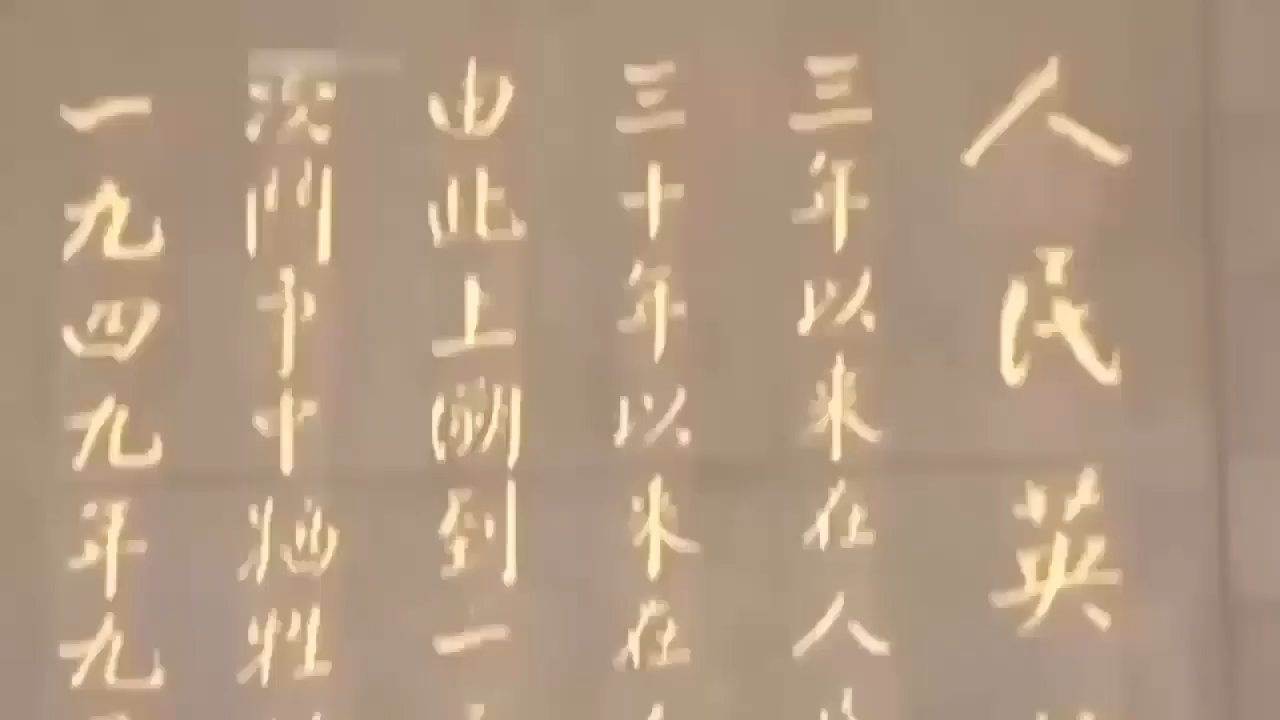 人民英
三年以来在人
三十年以来在
由此上溯到一
次鬥争中牺牲
一九四九年九